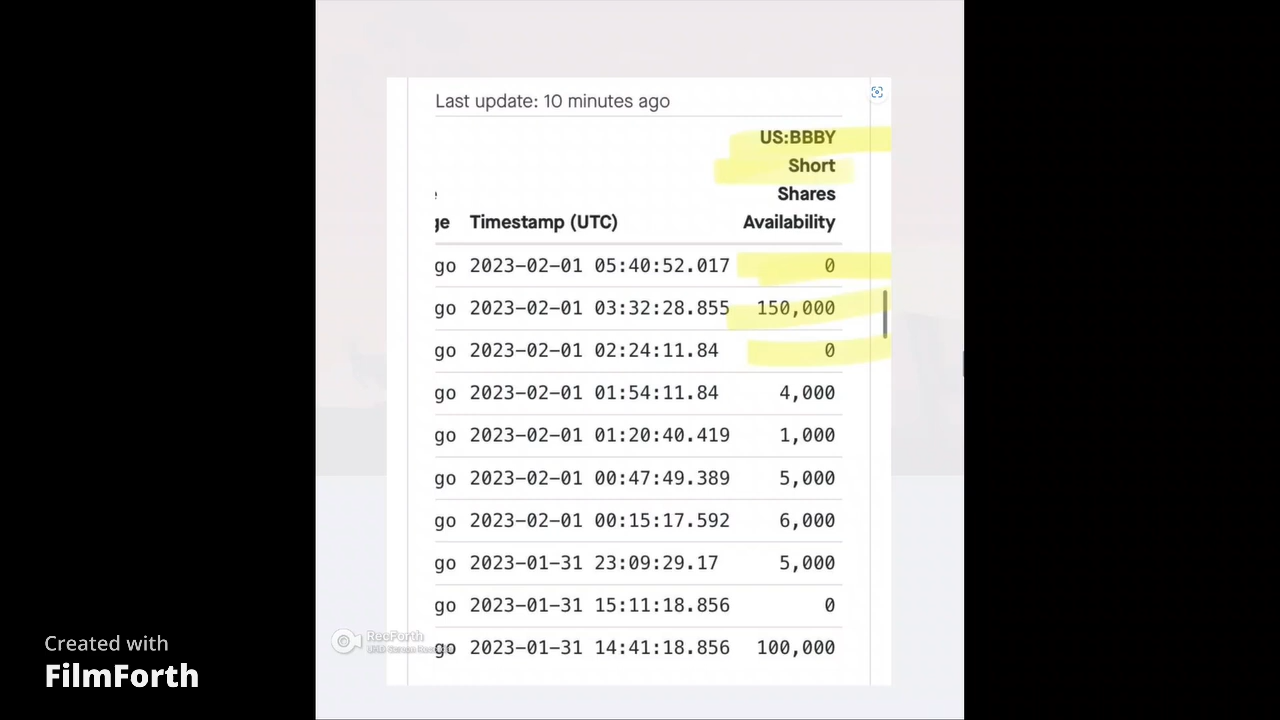 Last update: 10 minutes ago
US:BBBY
Short
Shares
ge Timestamp (UTC) Availability
go 2023-02-01 05:40:52.017 0
go 2023-02-01 03:32:28.855 150,000
go 2023-02-01 02:24:11.84 0
go 2023-02-01 01:54:11.84 4,000
go 2023-02-01 01:20:40.419 1,000
go 2023-02-01 00:47:49.389 5,000
go 2023-02-01 00:15:17.592 6,000
go 2023-01-31 23:09:29.17 5,000
go 2023-01-31 15:11:18.856 0
go 2023-01-31 14:41:18.856 100,000
RecForth
Created with
FilmForth